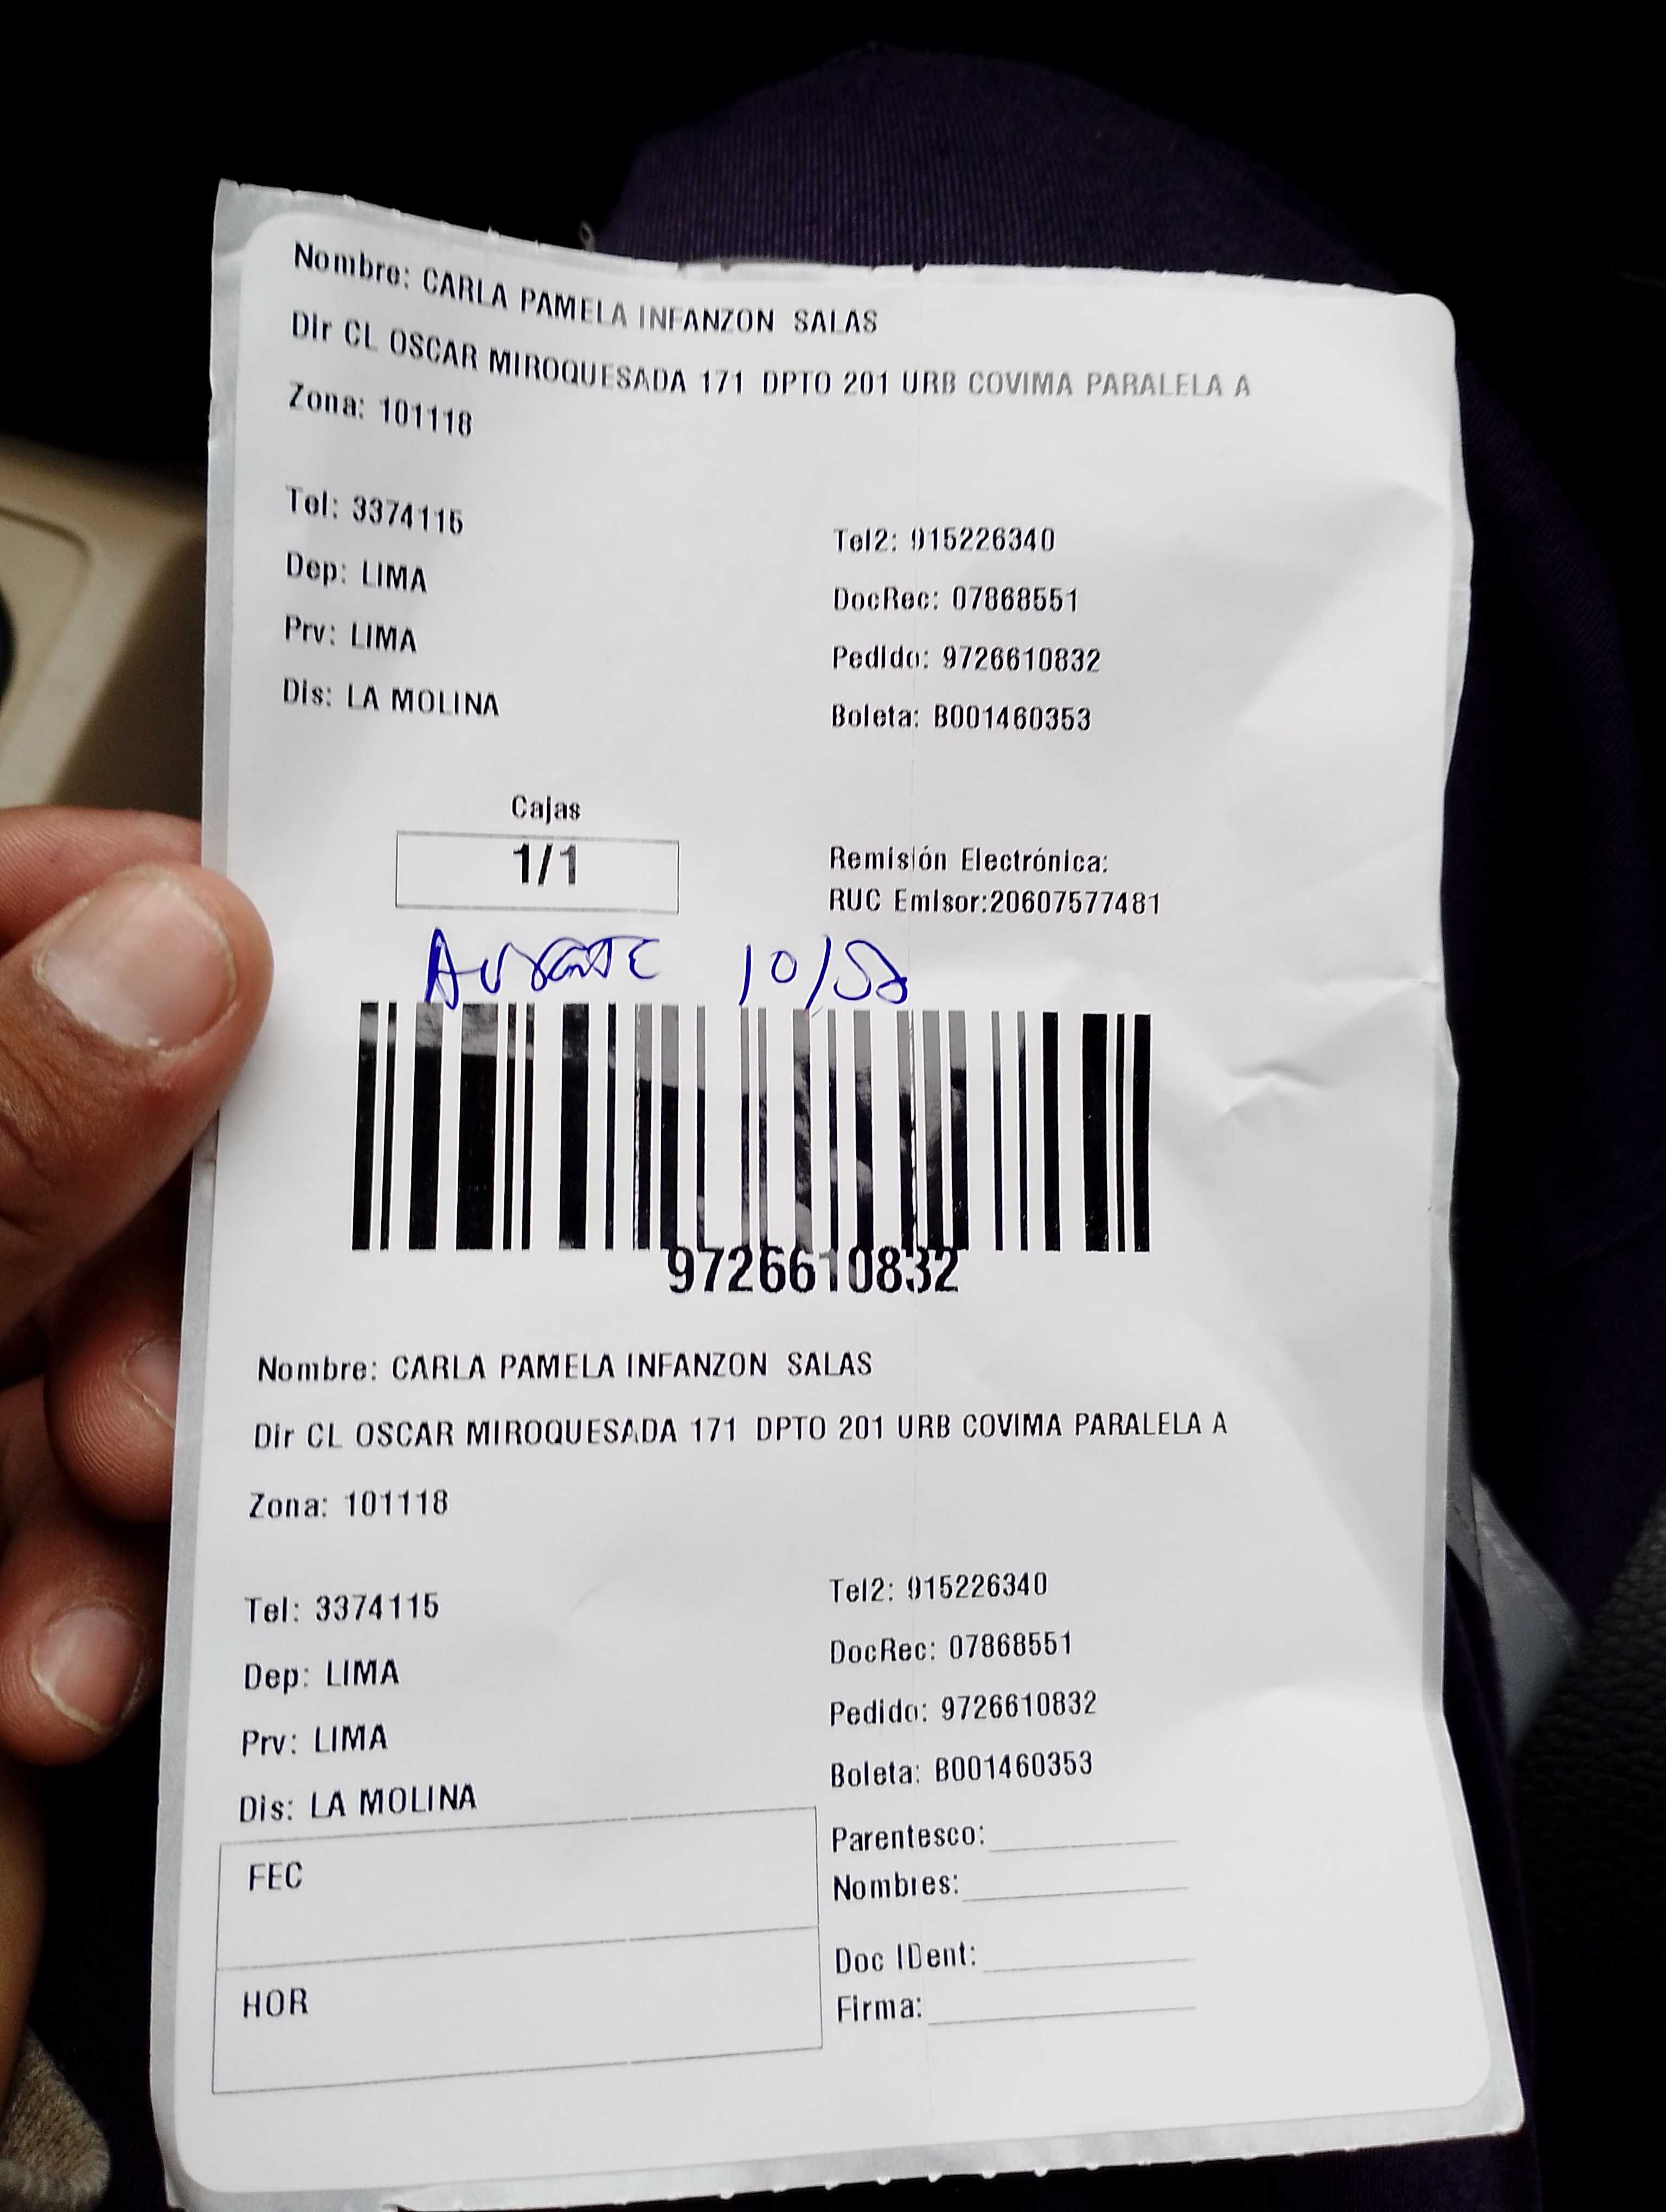 Nombre: CARLA PAMELA INFANZON SALAS
Dir CL OSCAR MIROQUESADA 171 DPTO 201 URB COVIMA PARALELA A
Zona: 101118
Tel: 3374115
Tel2: 915226340
Dep: LIMA
DocRec: 07868551
Prv: LIMA
Pedido: 9726610832
Dis: LA MOLINA
Boleta: B001460353
Cajas
1/1
Remisión Electrónica:
RUC Emisor:20607577481
AUSENTE 10/58
9726610832
Nombre: CARLA PAMELA INFANZON SALAS
Dir CL OSCAR MIROQUESADA 171 DPTO 201 URB COVIMA PARALELA A
Zona: 101118
Tel: 3374115
Tel2: 915226340
Dep: LIMA
DocRec: 07868551
Prv: LIMA
Pedido: 9726610832
Dis: LA MOLINA
Boleta: B001460353
FEC
Parentesco:
Nombres:
HOR
Doc IDent:
Firma: